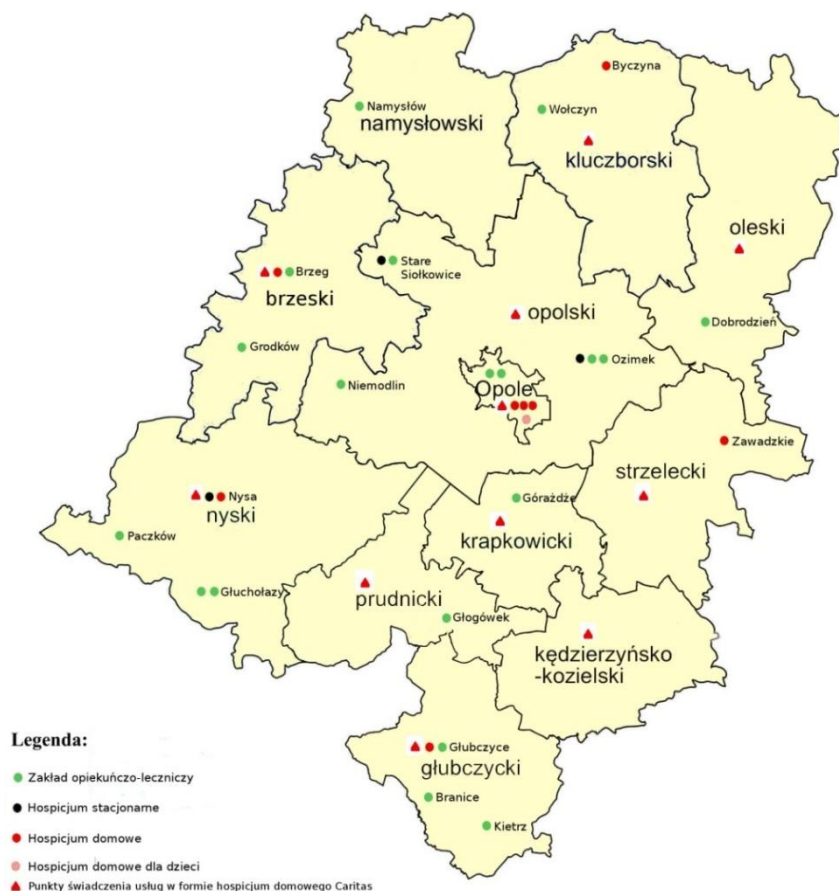 Byczyna
Namysłów
namysłowski
Wołczyn
kluczborski
oleski
Stare
Siołkowice
Brzeg
brzeski
opolski
Dobrodzień
Grodków
Ozimek
Niemodlin
Opole
Zawadzkie
strzelecki
Nysa
nyski
Górażdże
krapkowicki
Paczków
Głuchołazy
prudnicki
Głogówek
kędzierzyńsko
-kozielski
Głubczyce
głubczycki
Branice
Kietrz
Legenda:
Zakład opiekuńczo-leczniczy
Hospicjum stacjonarne
Hospicjum domowe
Hospicjum domowe dla dzieci
Punkty świadczenia usług w formie hospicjum domowego Caritas